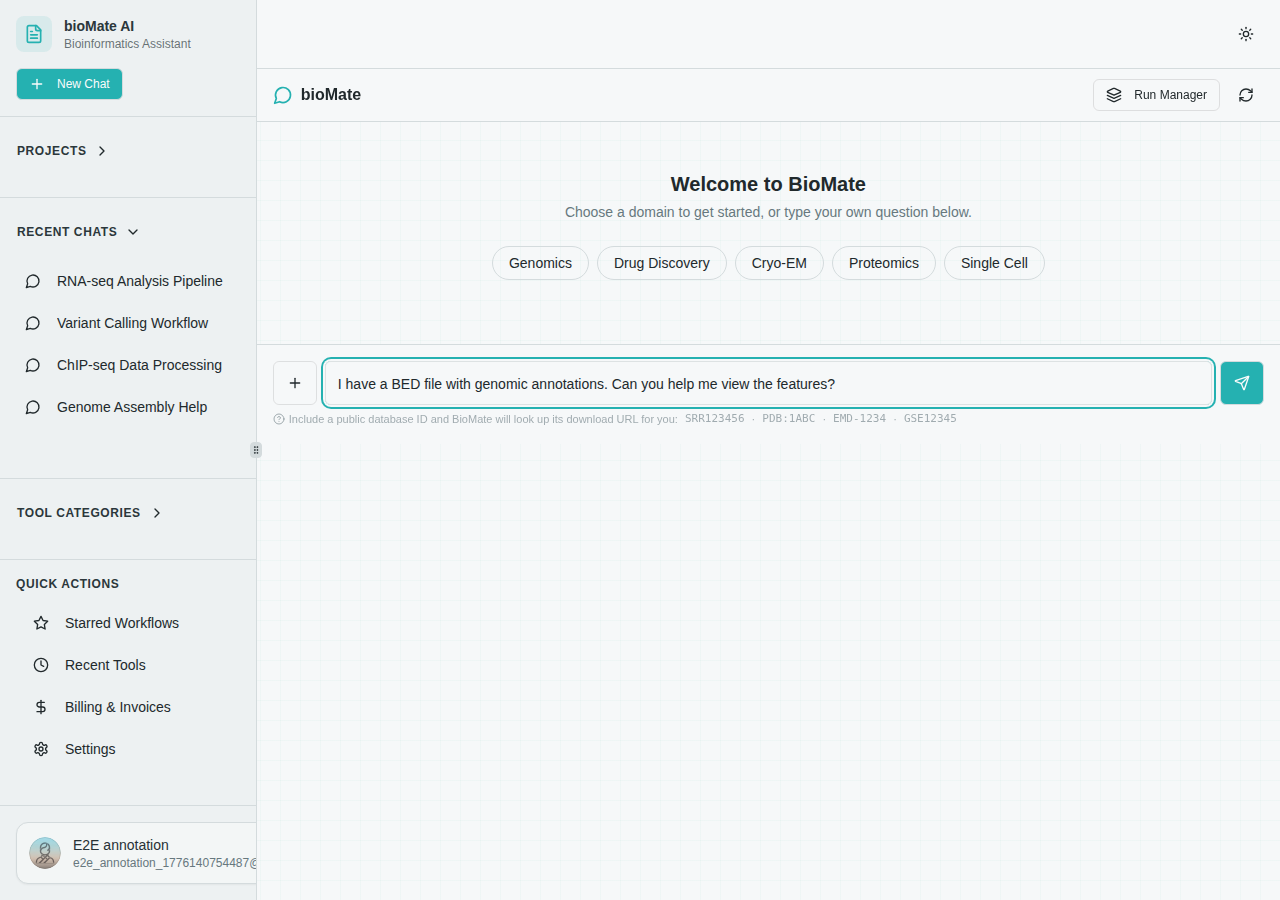 bioMate AI
Bioinformatics Assistant
New Chat
PROJECTS
RECENT CHATS
RNA-seq Analysis Pipeline
Variant Calling Workflow
ChIP-seq Data Processing
Genome Assembly Help
TOOL CATEGORIES
QUICK ACTIONS
Starred Workflows
Recent Tools
Billing & Invoices
Settings
E2E annotation
e2e_annotation_1776140754487@
bioMate
Run Manager
Welcome to BioMate
Choose a domain to get started, or type your own question below.
Genomics Drug Discovery Cryo-EM Proteomics Single Cell
I have a BED file with genomic annotations. Can you help me view the features?
Include a public database ID and BioMate will look up its download URL for you: SRR123456 · PDB:1ABC · EMD-1234 · GSE12345